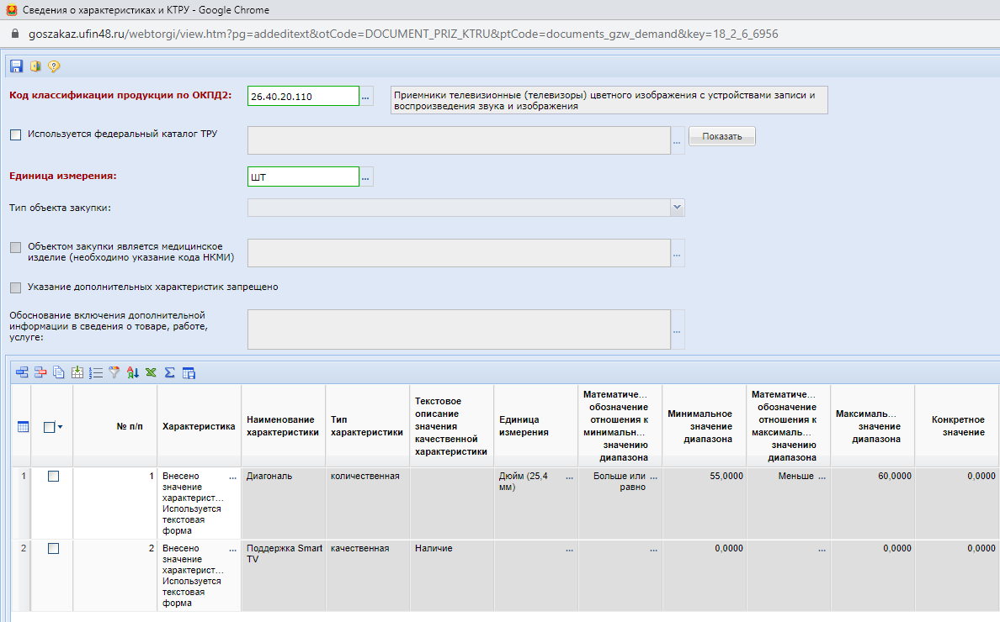 Сведения о характеристиках и КТРУ - Google Chrome
goszakaz.ufin48.ru/webtorgi/view.htm?pg=addeditext&otCode=DOCUMENT_PRIZ_KTRU&ptCode=documents_gzw_demand&key=18_2_6_6956
Код классификации продукции по ОКПД2:
26.40.20.110
...
Приемники телевизионные (телевизоры) цветного изображения с устройствами записи и
воспроизведения звука и изображения
Используется федеральный каталог ТРУ
...
Показать
Единица измерения:
ШТ
...
Тип объекта закупки:
Объектом закупки является медицинское
изделие (необходимо указание кода НКМИ)
...
Указание дополнительных характеристик запрещено
Обоснование включения дополнительной
информации в сведения о товаре, работе,
услуге:
...
№ п/п
Характеристика
Наименование
характеристики
Тип
характеристики
Текстовое
описание
значения
качественной
характеристики
Единица
измерения
Математиче...
обозначение
отношения к
минимальн...
значению
диапазона
Минимальное
значение
диапазона
Математиче...
обозначение
отношения к
максималь...
значению
диапазона
Максималь...
значение
диапазона
Конкретное
значение
1
1
Внесено ...
значение
характерист...
Используется
текстовая
форма
Диагональ
количественная
Дюйм (25,4 ...
мм)
Больше или ...
равно
55,0000
Меньше ...
60,0000
0,0000
2
2
Внесено ...
значение
характерист...
Используется
текстовая
форма
Поддержка Smart
TV
качественная
Наличие
...
...
0,0000
...
0,0000
0,0000